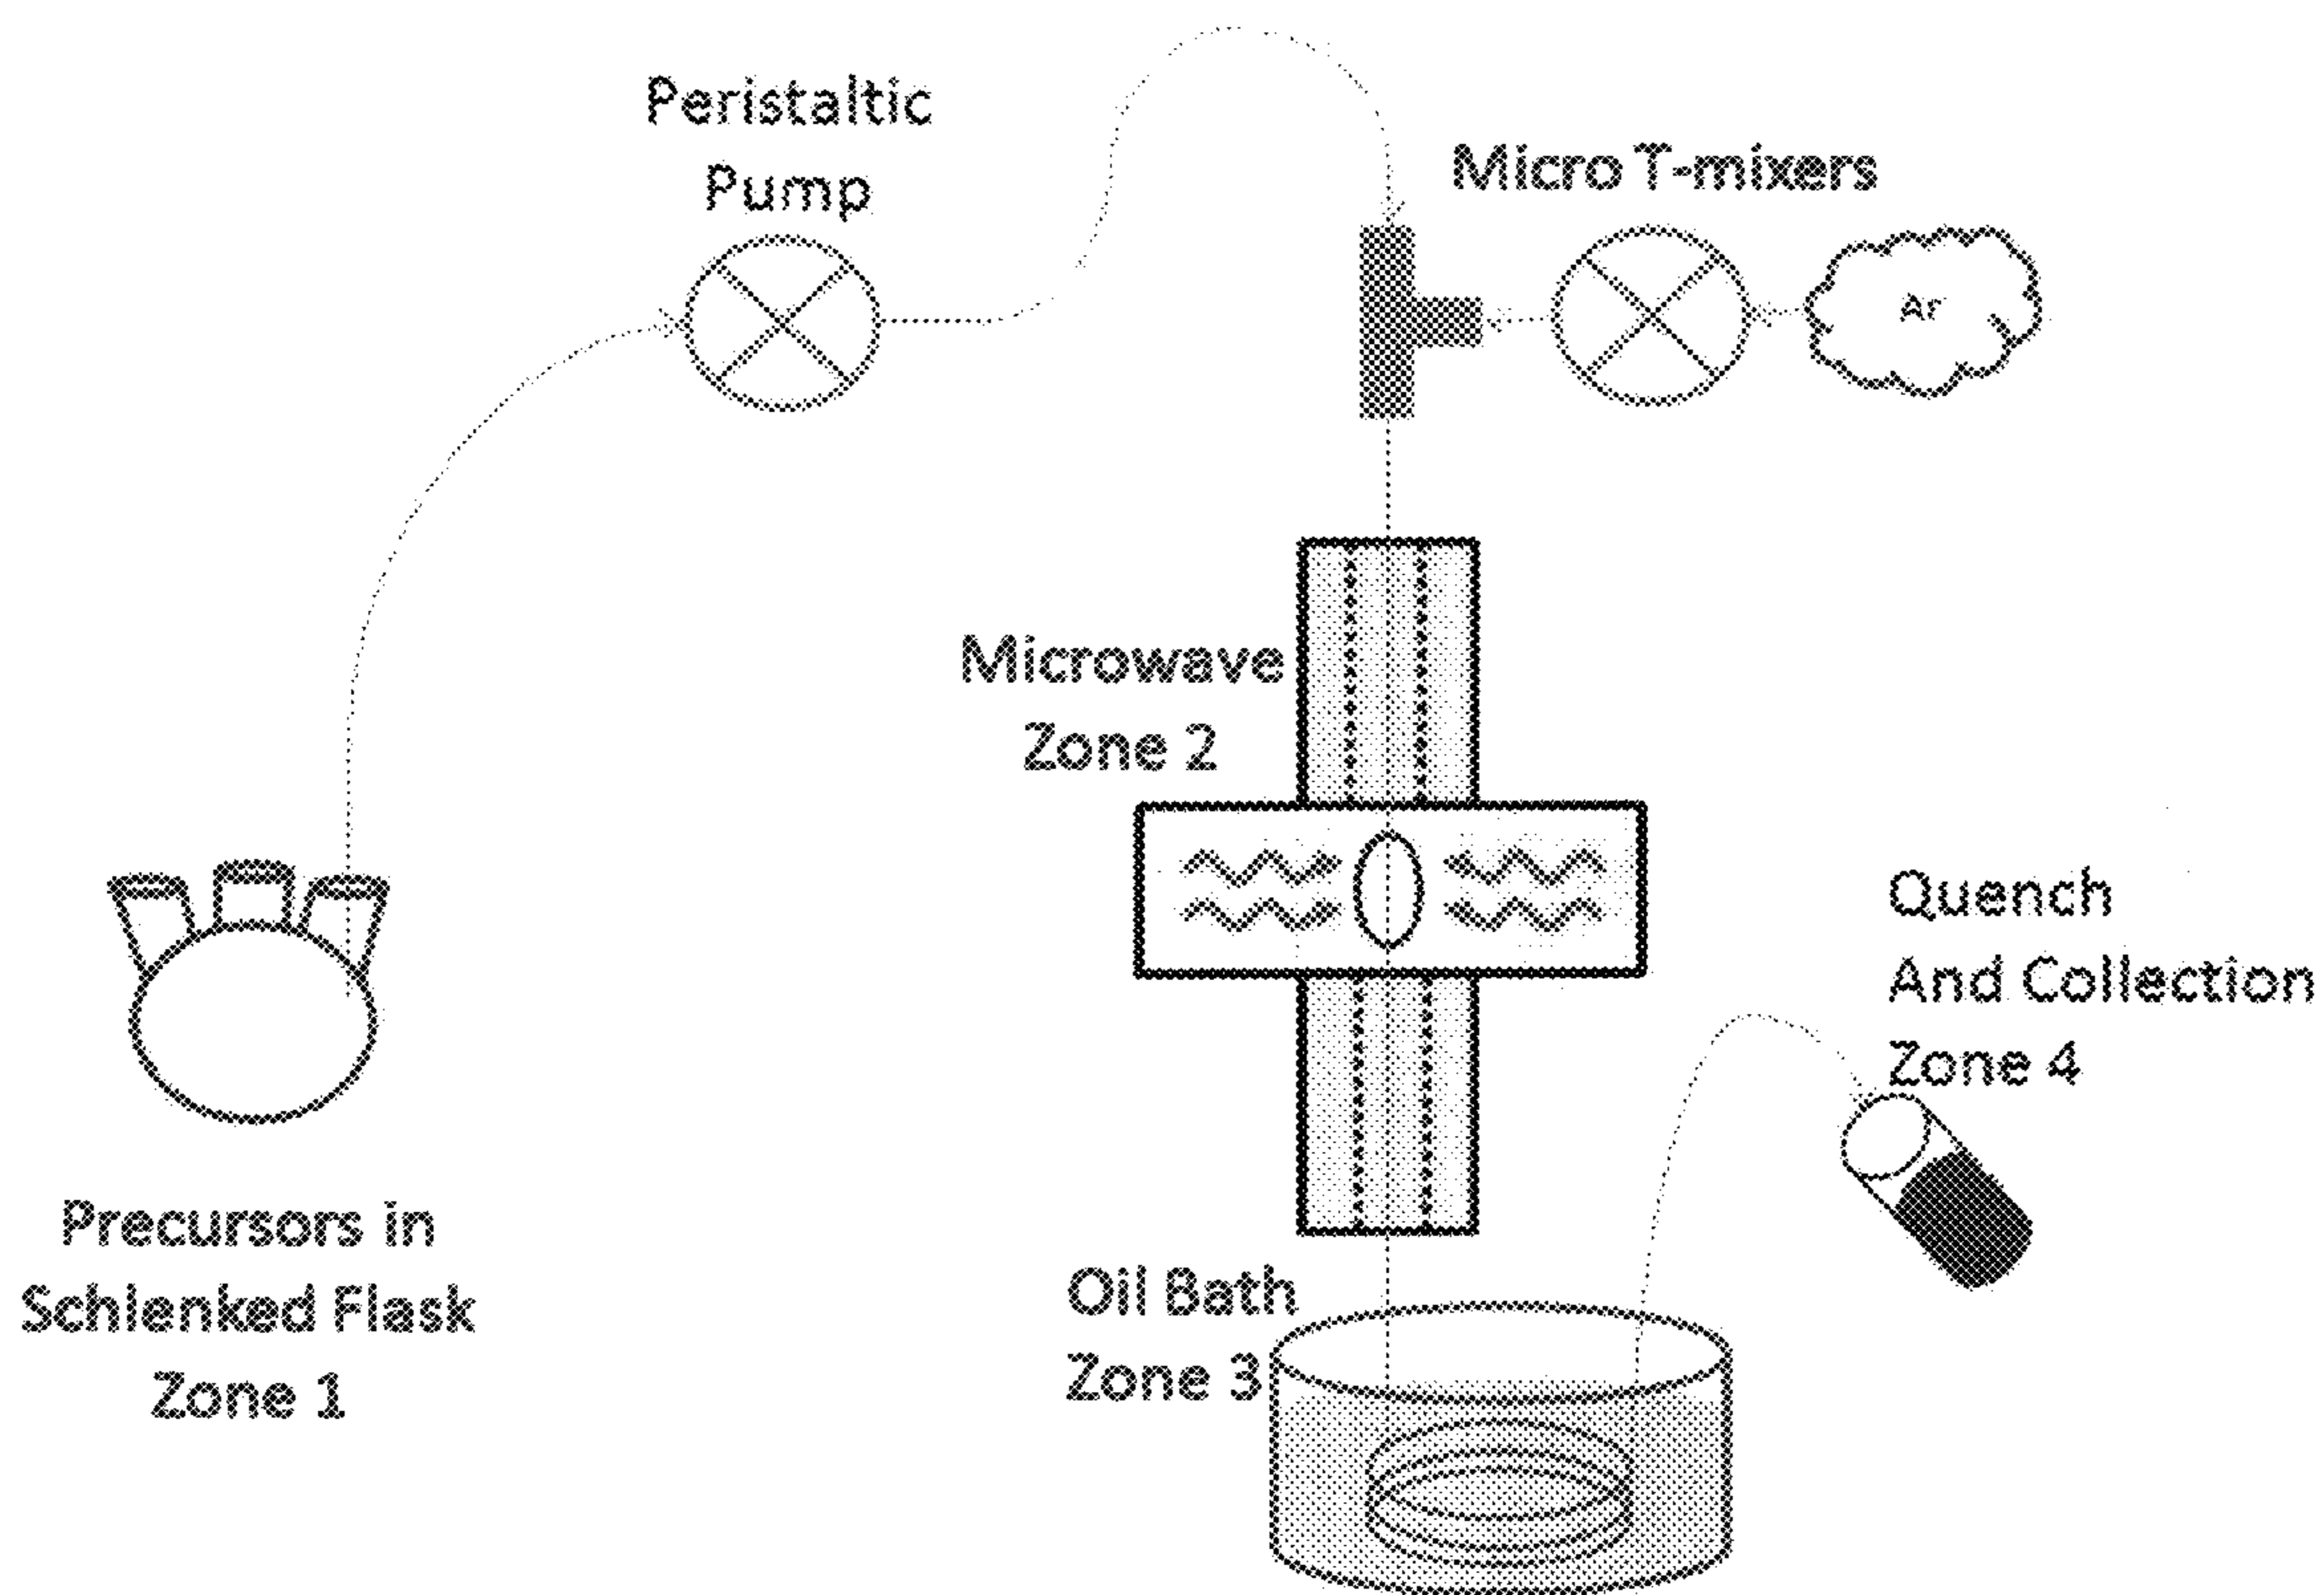 Peristaltic
Pump
Micro T-mixers
Ar
Microwave
Zone 2
Quench
And Collection
Zone 4
Precursors in
Schlenked Flask
Zone 1
Oil Bath
Zone 3